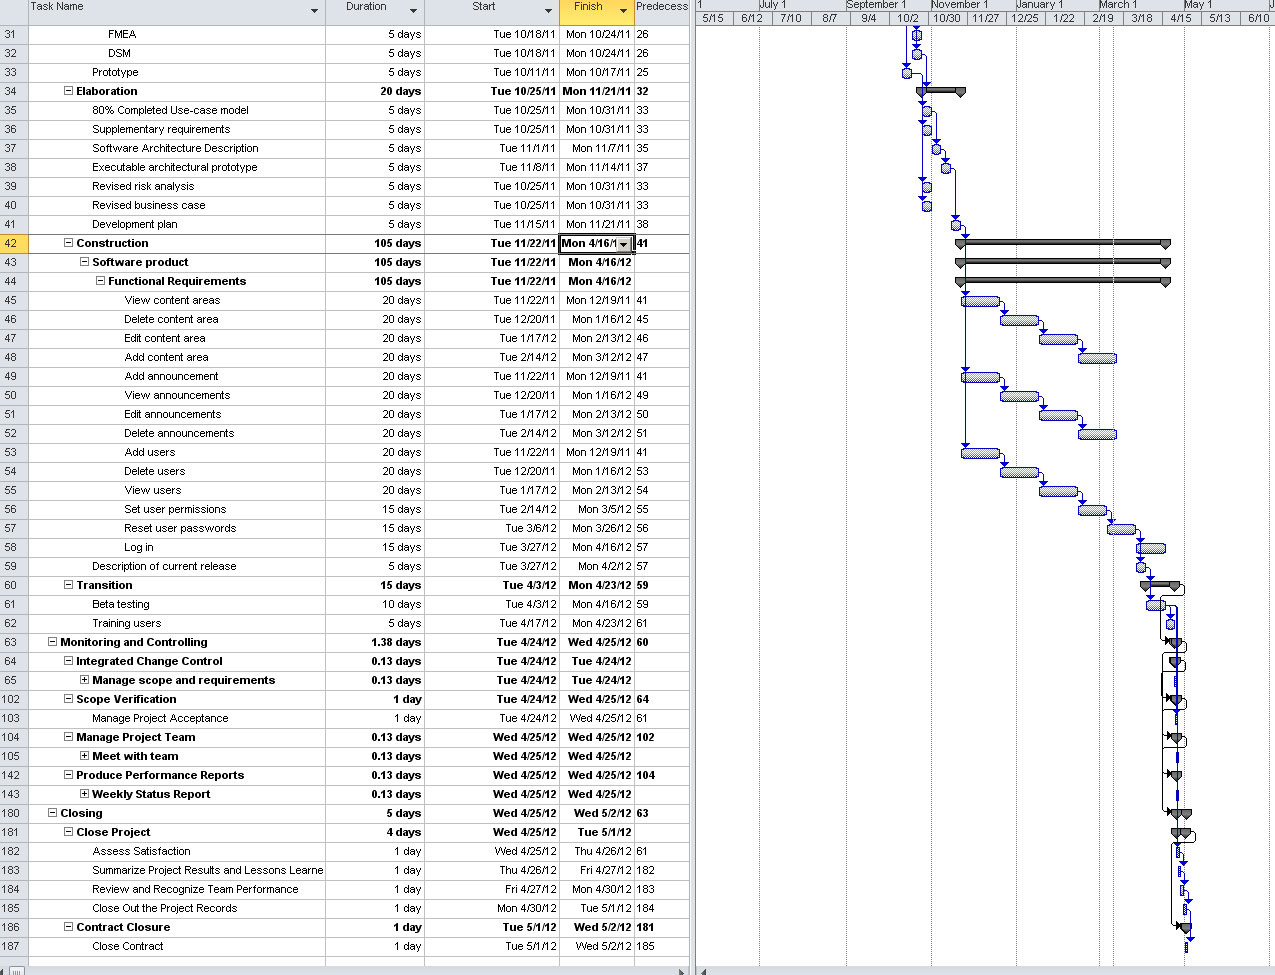 Task Name Duration Start Finish Predecess
1 July 1 September 1 November 1 January 1 March 1 May 1 J
5/15 6/12 7/10 8/7 9/4 10/2 10/30 11/27 12/25 1/22 2/19 3/18 4/15 5/13 6/10
31 FMEA 5 days Tue 10/18/11 Mon 10/24/11 26
32 DSM 5 days Tue 10/18/11 Mon 10/24/11 26
33 Prototype 5 days Tue 10/11/11 Mon 10/17/11 25
34 Elaboration 20 days Tue 10/25/11 Mon 11/21/11 32
35 80% Completed Use-case model 5 days Tue 10/25/11 Mon 10/31/11 33
36 Supplementary requirements 5 days Tue 10/25/11 Mon 10/31/11 33
37 Software Architecture Description 5 days Tue 11/1/11 Mon 11/7/11 35
38 Executable architectural prototype 5 days Tue 11/8/11 Mon 11/14/11 37
39 Revised risk analysis 5 days Tue 10/25/11 Mon 10/31/11 33
40 Revised business case 5 days Tue 10/25/11 Mon 10/31/11 33
41 Development plan 5 days Tue 11/15/11 Mon 11/21/11 38
42 Construction 105 days Tue 11/22/11 Mon 4/16/1 41
43 Software product 105 days Tue 11/22/11 Mon 4/16/12
44 Functional Requirements 105 days Tue 11/22/11 Mon 4/16/12
45 View content areas 20 days Tue 11/22/11 Mon 12/19/11 41
46 Delete content area 20 days Tue 12/20/11 Mon 1/16/12 45
47 Edit content area 20 days Tue 1/17/12 Mon 2/13/12 46
48 Add content area 20 days Tue 2/14/12 Mon 3/12/12 47
49 Add announcement 20 days Tue 11/22/11 Mon 12/19/11 41
50 View announcements 20 days Tue 12/20/11 Mon 1/16/12 49
51 Edit announcements 20 days Tue 1/17/12 Mon 2/13/12 50
52 Delete announcements 20 days Tue 2/14/12 Mon 3/12/12 51
53 Add users 20 days Tue 11/22/11 Mon 12/19/11 41
54 Delete users 20 days Tue 12/20/11 Mon 1/16/12 53
55 View users 20 days Tue 1/17/12 Mon 2/13/12 54
56 Set user permissions 15 days Tue 2/14/12 Mon 3/5/12 55
57 Reset user passwords 15 days Tue 3/6/12 Mon 3/26/12 56
58 Log in 15 days Tue 3/27/12 Mon 4/16/12 57
59 Description of current release 5 days Tue 3/27/12 Mon 4/2/12 57
60 Transition 15 days Tue 4/3/12 Mon 4/23/12 59
61 Beta testing 10 days Tue 4/3/12 Mon 4/16/12 59
62 Training users 5 days Tue 4/17/12 Mon 4/23/12 61
63 Monitoring and Controlling 1.38 days Tue 4/24/12 Wed 4/25/12 60
64 Integrated Change Control 0.13 days Tue 4/24/12 Tue 4/24/12
65 Manage scope and requirements 0.13 days Tue 4/24/12 Tue 4/24/12
102 Scope Verification 1 day Tue 4/24/12 Wed 4/25/12 64
103 Manage Project Acceptance 1 day Tue 4/24/12 Wed 4/25/12 61
104 Manage Project Team 0.13 days Wed 4/25/12 Wed 4/25/12 102
105 Meet with team 0.13 days Wed 4/25/12 Wed 4/25/12
142 Produce Performance Reports 0.13 days Wed 4/25/12 Wed 4/25/12 104
143 Weekly Status Report 0.13 days Wed 4/25/12 Wed 4/25/12
180 Closing 5 days Wed 4/25/12 Wed 5/2/12 63
181 Close Project 4 days Wed 4/25/12 Tue 5/1/12
182 Assess Satisfaction 1 day Wed 4/25/12 Thu 4/26/12 61
183 Summarize Project Results and Lessons Learne 1 day Thu 4/26/12 Fri 4/27/12 182
184 Review and Recognize Team Performance 1 day Fri 4/27/12 Mon 4/30/12 183
185 Close Out the Project Records 1 day Mon 4/30/12 Tue 5/1/12 184
186 Contract Closure 1 day Tue 5/1/12 Wed 5/2/12 181
187 Close Contract 1 day Tue 5/1/12 Wed 5/2/12 185